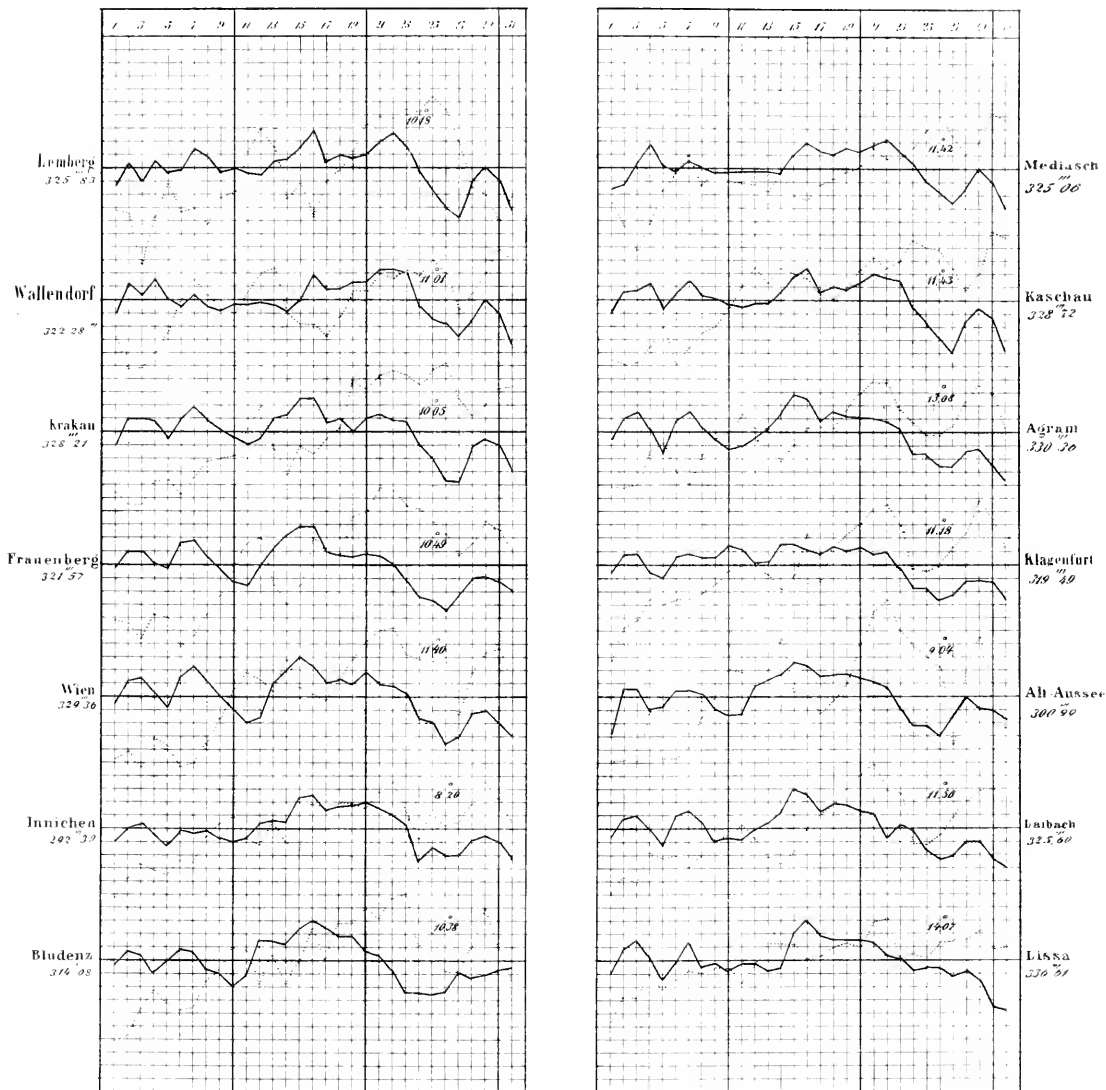 1 3 5 7 9 11 13 15 17 19 21 23 25 27 29 31
Lemberg
325‴83
10°18
Wallendorf
322 28‴
11°01
Krakau
328‴21
10°05
Frauenberg
321‴57
10°49
Wien
329‴36
11°40
Innichen
292‴39
8°20
Bludenz
314‴08
10°38
1 3 5 7 9 11 13 15 17 19 21 23 25
Mediasch
325‴06
11°42
Kaschau
328‴72
11°43
Agram
330‴36
13°08
Klagenfurt
319‴49
11°18
Alt-Aussee
300‴90
9°04
Laibach
325‴60
11°50
Lissa
336‴61
14°07